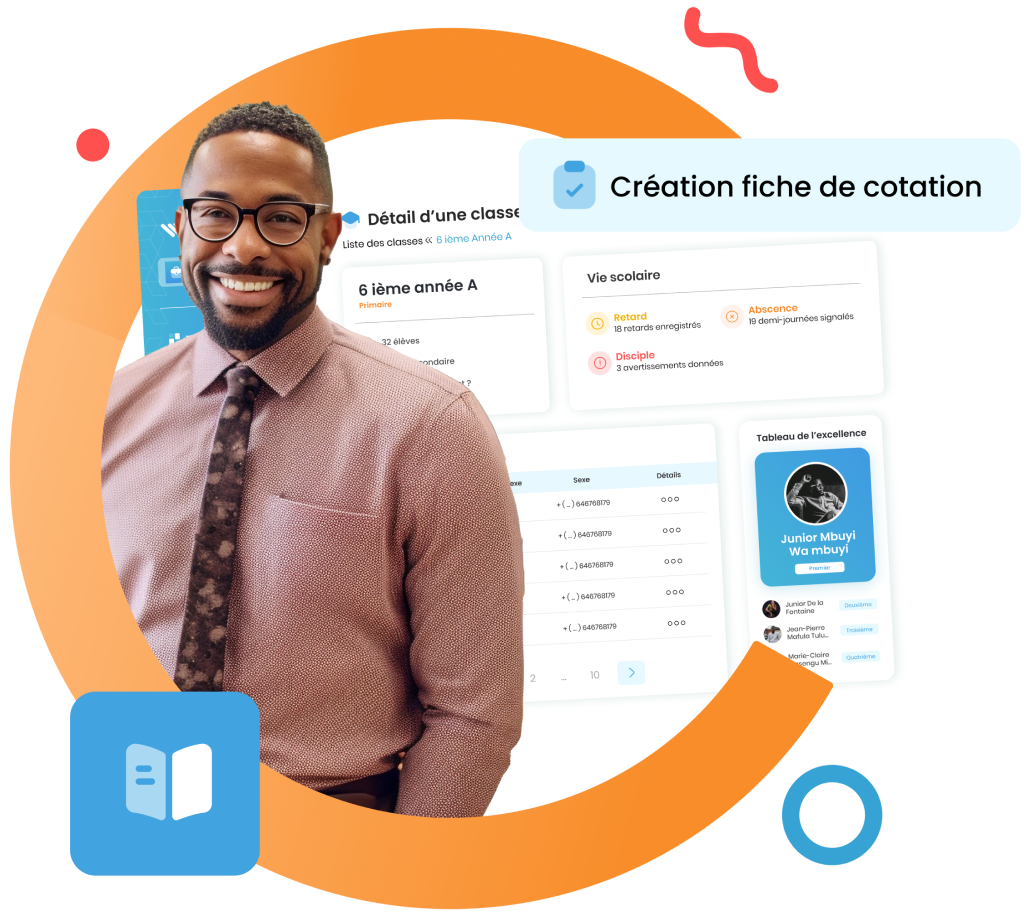 Création fiche de cotation
Détail d'une classe
Liste des classes « 6 ième Année A
6 ième année A
Primaire
32 élèves
Vie scolaire
Retard
18 retards enregistrés
Abscence
19 demi-journées signalés
Disciple
3 avertissements données
Sexe
Détails
+(...) 646768179
+(...) 646768179
+(...) 646768179
+(...) 646768179
+(...) 646768179
2
...
10
Tableau de l'excellence
Junior Mbuyi
Wa mbuyi
Premier
Junior De la
Fontaine
Deuxième
Jean-Pierre
Mafula Tulu...
Troisième
Marie-Claire
Mi...
Quatrième